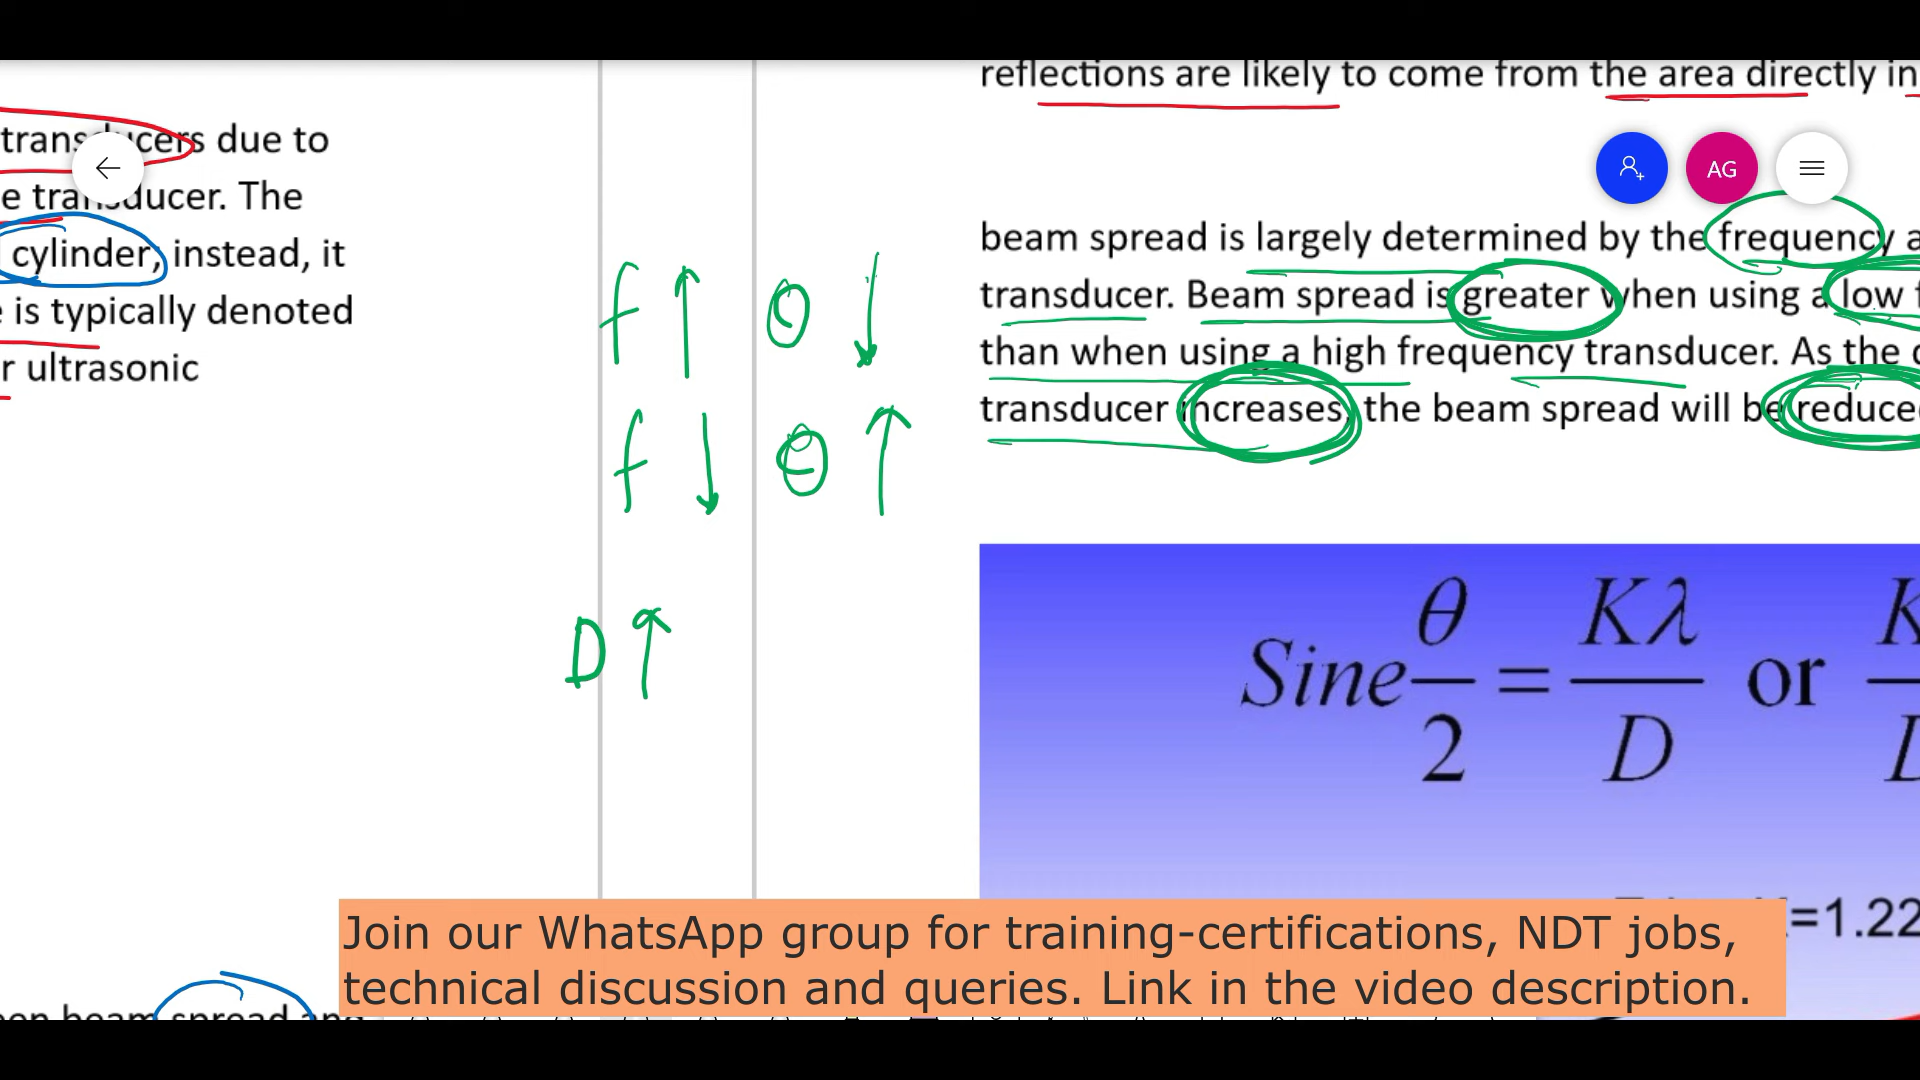 transducers due to
e transducer. The
cylinder, instead, it
is typically denoted
r ultrasonic
f ↑ θ ↓
f ↓ θ ↑
D ↑
reflections are likely to come from the area directly in
AG
beam spread is largely determined by the frequency a
transducer. Beam spread is greater when using a low f
than when using a high frequency transducer. As the
transducer increases, the beam spread will be reduce
Sine θ/2 = Kλ/D or K
=1.22
Join our WhatsApp group for training-certifications, NDT jobs,
technical discussion and queries. Link in the video description.
beam spread